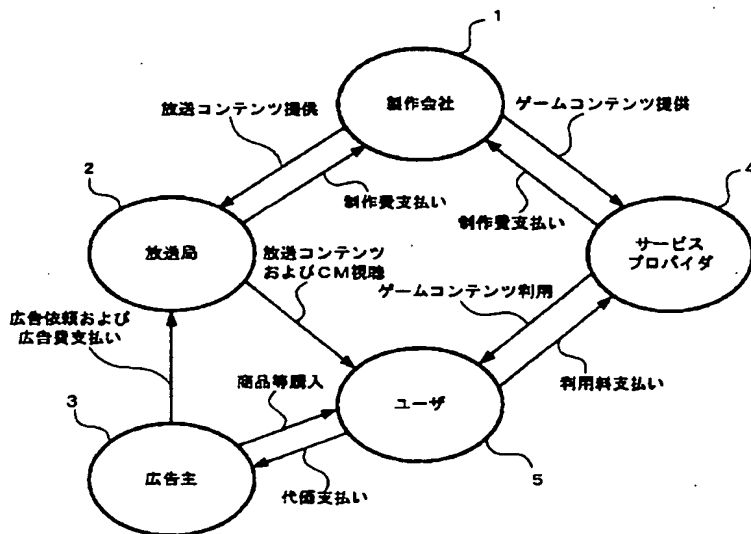 1
製作会社
放送コンテンツ提供
ゲームコンテンツ提供
2
4
制作費支払い
制作費支払い
放送局
放送コンテンツ
およびCM視聴
サービス
プロバイダ
ゲームコンテンツ利用
広告依頼および
広告費支払い
商品等購入
利用料支払い
3
ユーザ
広告主
代価支払い
5